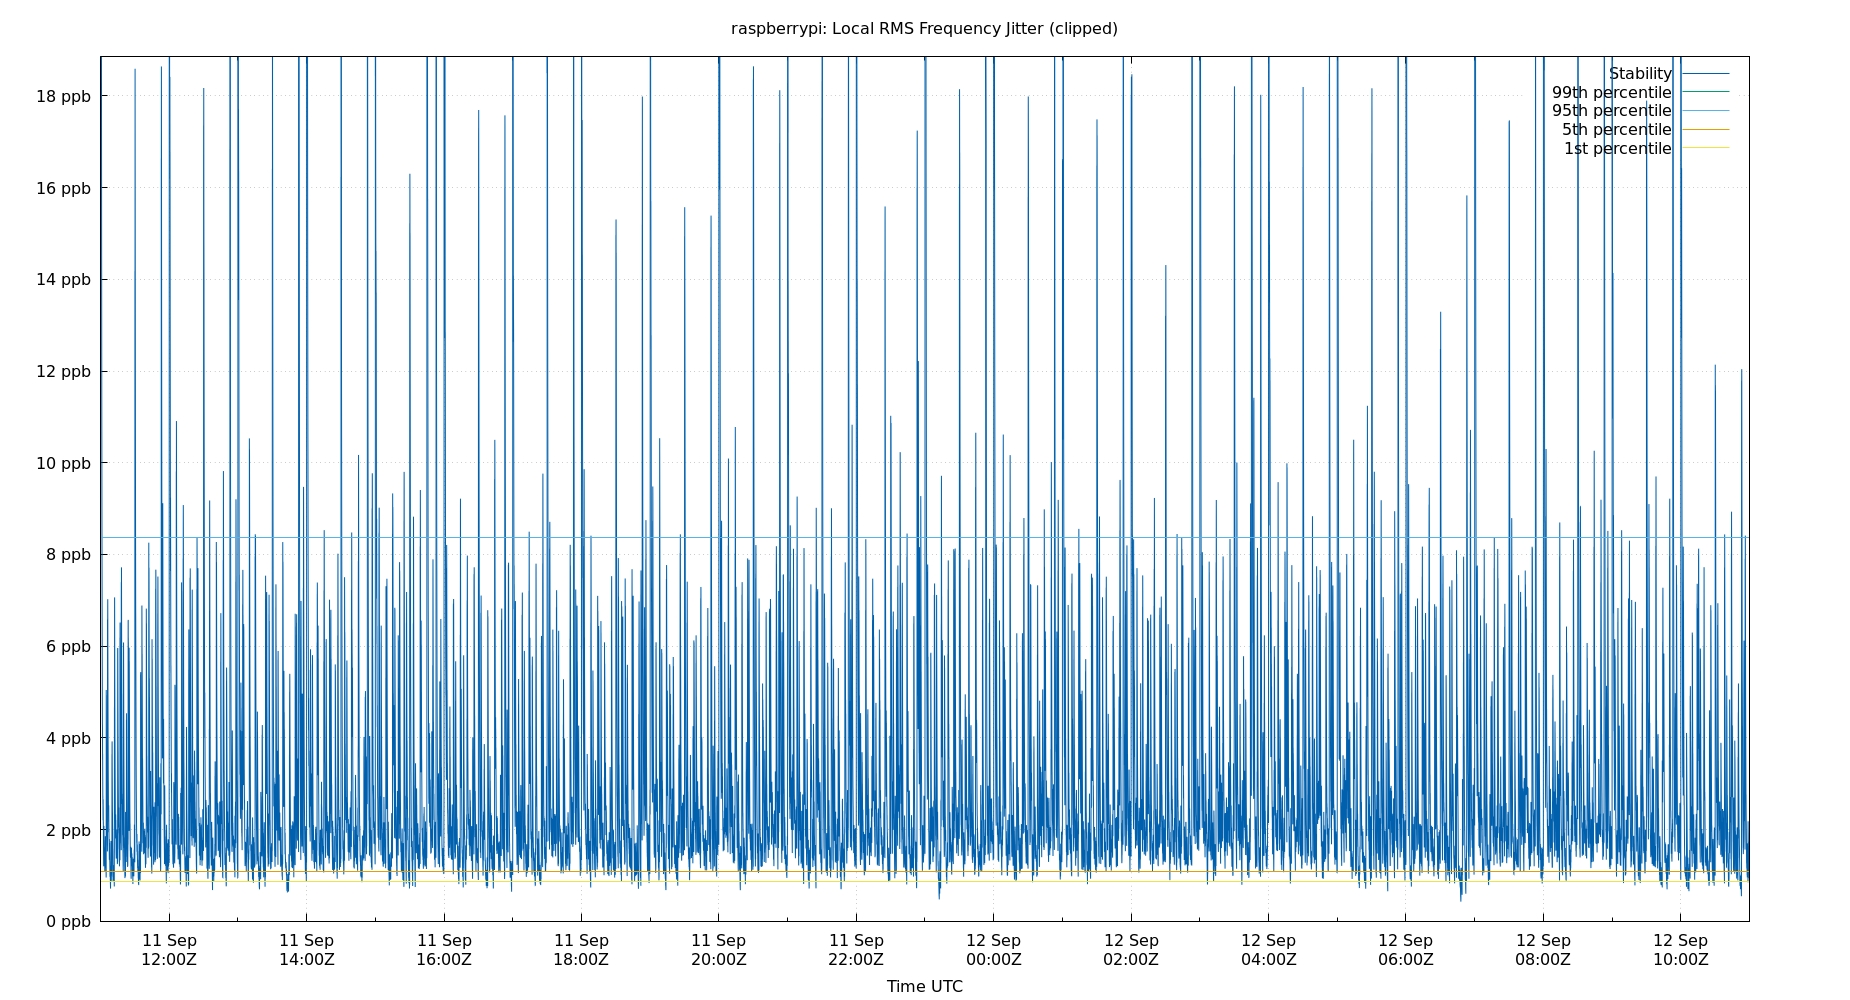 raspberrypi: Local RMS Frequency Jitter (clipped)
Stability
99th percentile
95th percentile
5th percentile
1st percentile
18 ppb
16 ppb
14 ppb
12 ppb
10 ppb
8 ppb
6 ppb
4 ppb
2 ppb
0 ppb
11 Sep 11 Sep 11 Sep 11 Sep 11 Sep 11 Sep 12 Sep 12 Sep 12 Sep 12 Sep 12 Sep 12 Sep
12:00Z 14:00Z 16:00Z 18:00Z 20:00Z 22:00Z 00:00Z 02:00Z 04:00Z 06:00Z 08:00Z 10:00Z
Time UTC